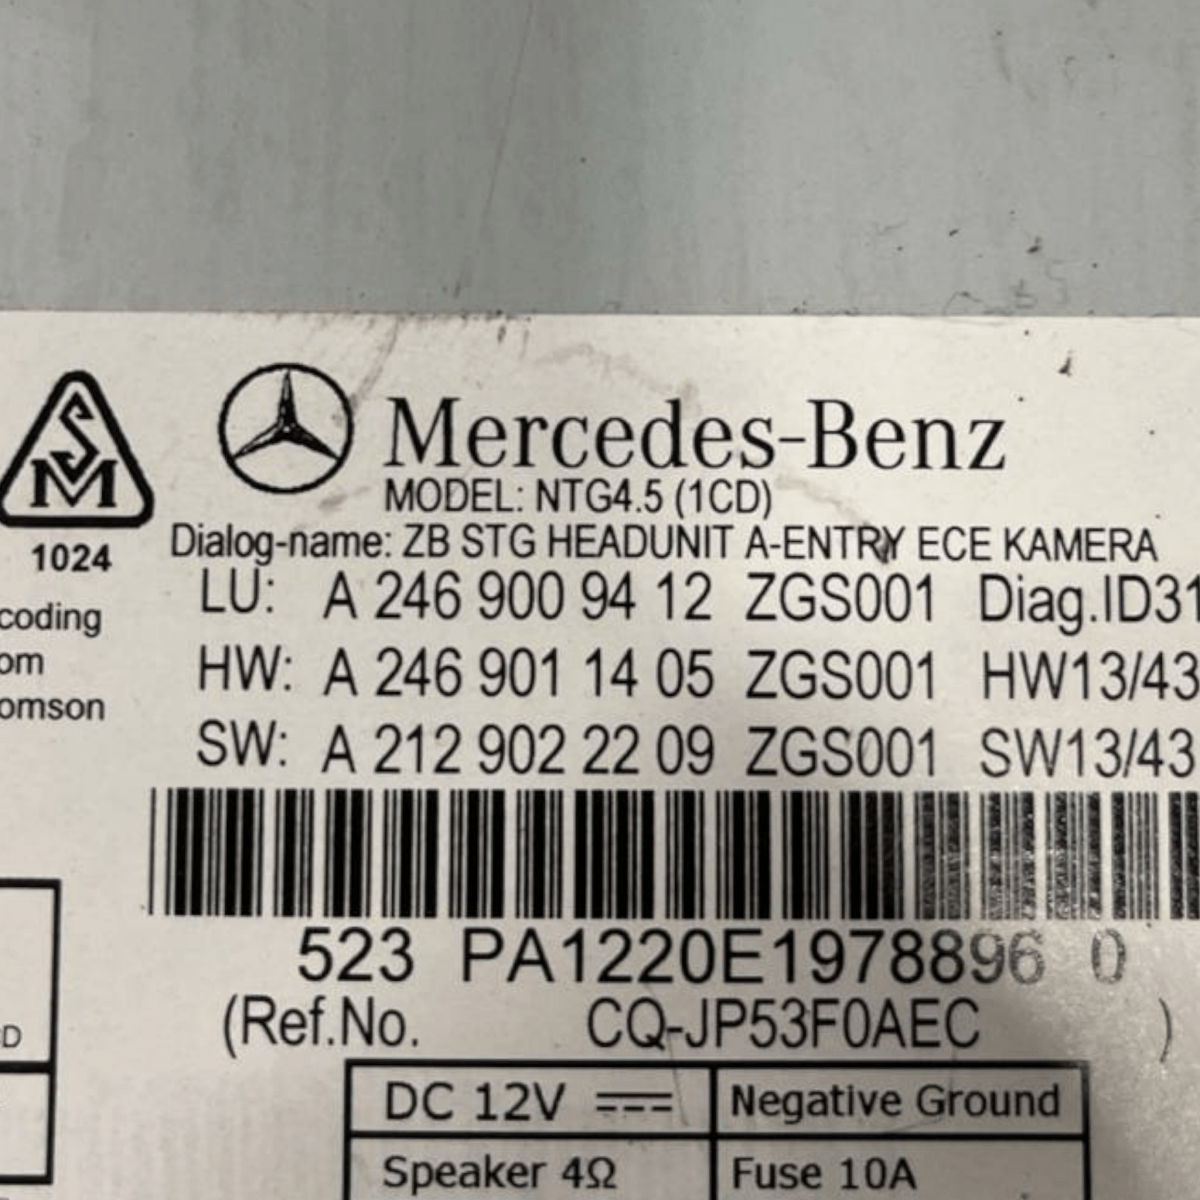 Mercedes-Benz
MODEL: NTG4.5 (1CD)
SM
1024
Dialog-name: ZB STG HEADUNIT A-ENTRY ECE KAMERA
LU: A 246 900 94 12 ZGS001 Diag.ID31
coding
om
omson
HW: A 246 901 14 05 ZGS001 HW13/43
SW: A 212 902 22 09 ZGS001 SW13/43
523 PA1220E1978896 0
(Ref.No. CQ-JP53F0AEC )
CD
DC 12V Negative Ground
Speaker 4Ω Fuse 10A